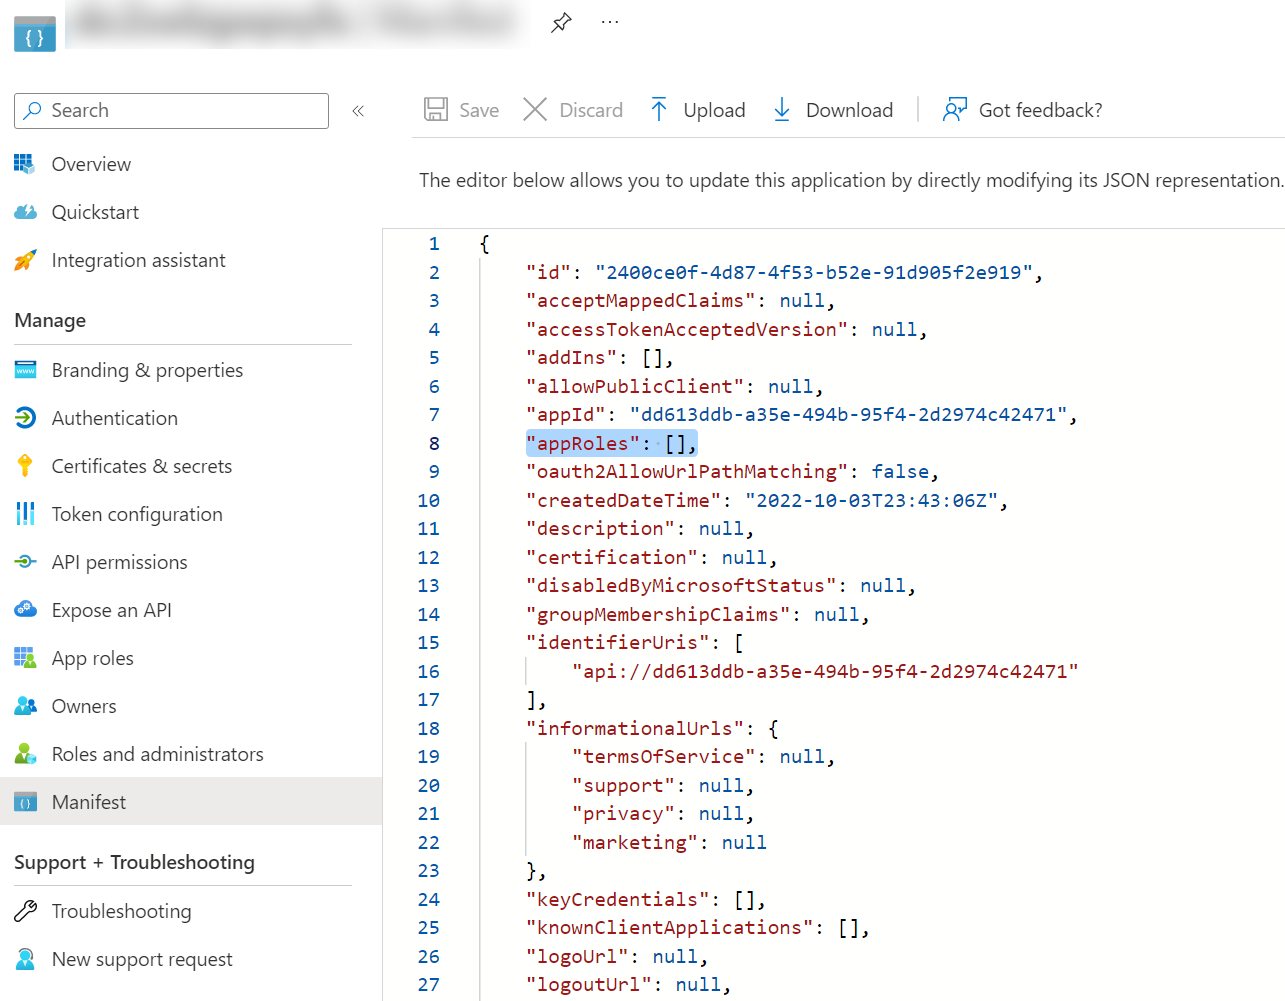 Search
«
Save
Discard
Upload
Download
Got feedback?
Overview
Quickstart
Integration assistant
Manage
Branding & properties
Authentication
Certificates & secrets
Token configuration
API permissions
Expose an API
App roles
Owners
Roles and administrators
Manifest
Support + Troubleshooting
Troubleshooting
New support request
The editor below allows you to update this application by directly modifying its JSON representation.
1 {
2 "id": "2400ce0f-4d87-4f53-b52e-91d905f2e919",
3 "acceptMappedClaims": null,
4 "accessTokenAcceptedVersion": null,
5 "addIns": [],
6 "allowPublicClient": null,
7 "appId": "dd613ddb-a35e-494b-95f4-2d2974c42471",
8 "appRoles": [],
9 "oauth2AllowUrlPathMatching": false,
10 "createdDateTime": "2022-10-03T23:43:06Z",
11 "description": null,
12 "certification": null,
13 "disabledByMicrosoftStatus": null,
14 "groupMembershipClaims": null,
15 "identifierUris": [
16 "api://dd613ddb-a35e-494b-95f4-2d2974c42471"
17 ],
18 "informationalUrls": {
19 "termsOfService": null,
20 "support": null,
21 "privacy": null,
22 "marketing": null
23 },
24 "keyCredentials": [],
25 "knownClientApplications": [],
26 "logoUrl": null,
27 "logoutUrl": null,